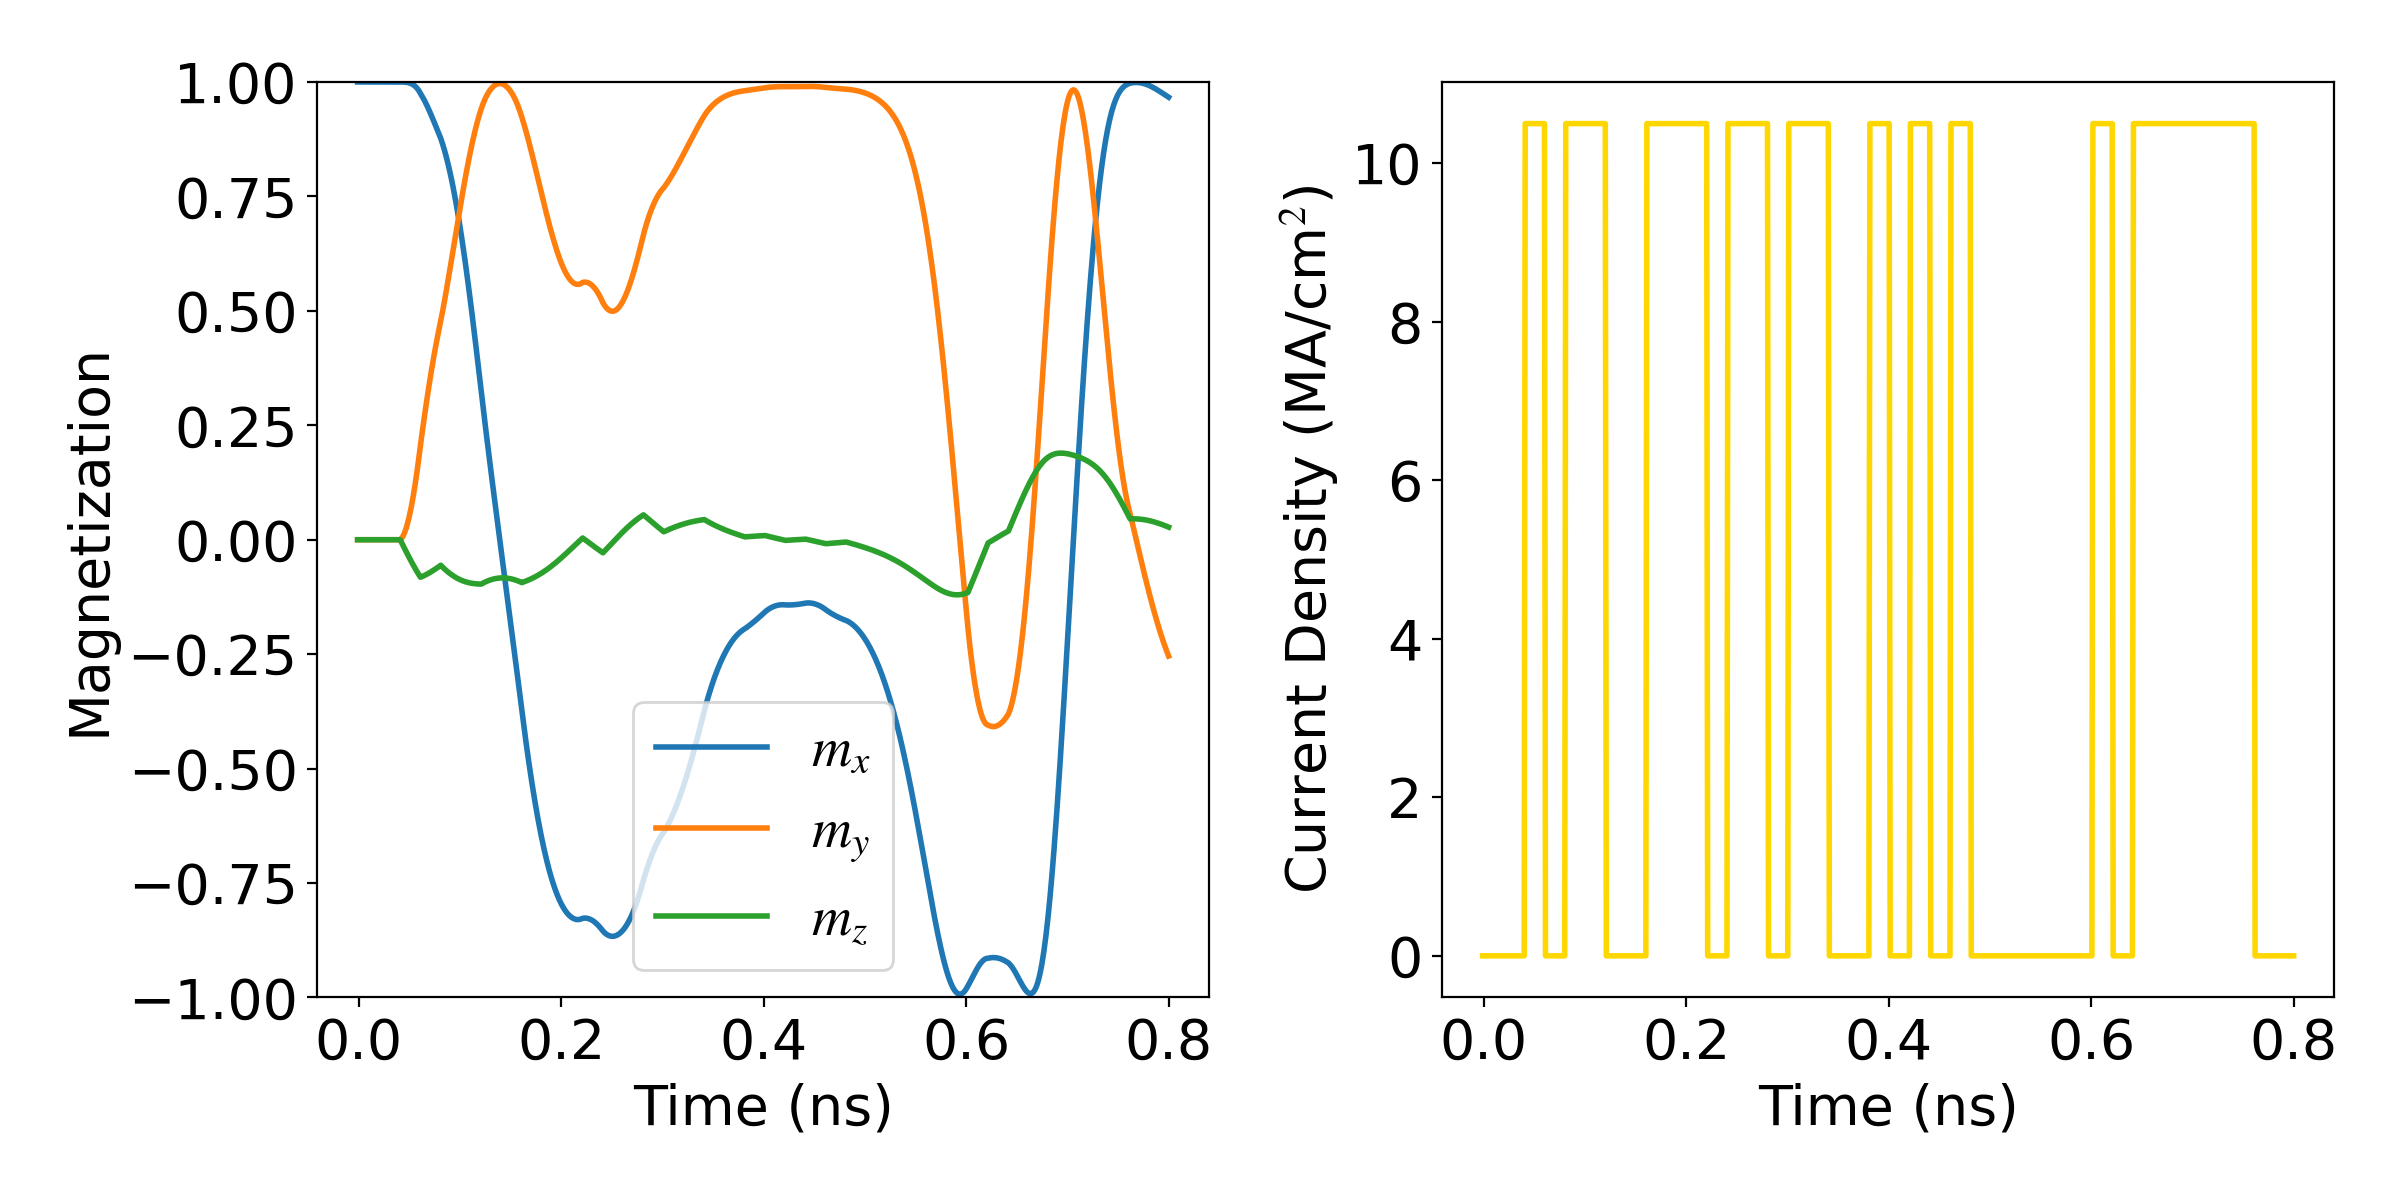 1.00
0.75
0.50
0.25
0.00
−0.25
−0.50
−0.75
−1.00
Magnetization
0.0 0.2 0.4 0.6 0.8
Time (ns)
m_x
m_y
m_z
10
8
6
4
2
0
Current Density (MA/cm²)
0.0 0.2 0.4 0.6 0.8
Time (ns)